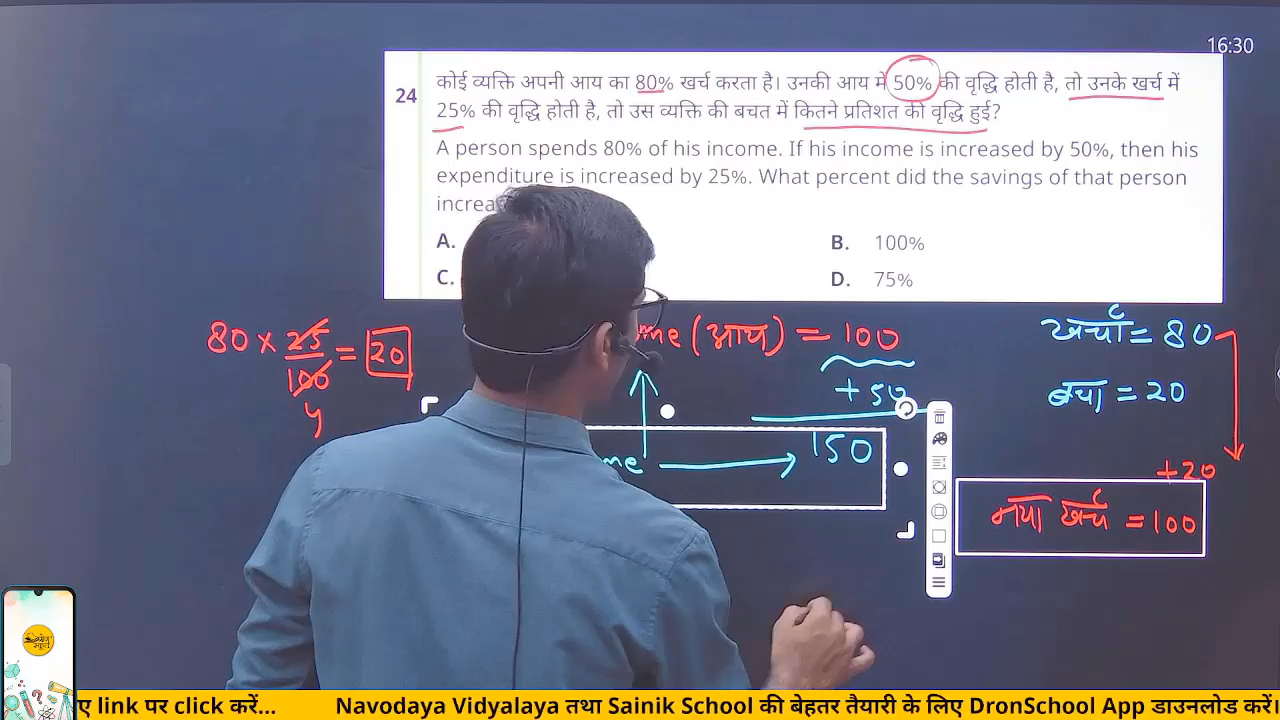 16:30
24
कोई व्यक्ति अपनी आय का 80% खर्च करता है। उनकी आय में 50% की वृद्धि होती है, तो उनके खर्च में
25% की वृद्धि होती है, तो उस व्यक्ति की बचत में कितने प्रतिशत की वृद्धि हुई?
A person spends 80% of his income. If his income is increased by 50%, then his
expenditure is increased by 25%. What percent did the savings of that person
A.
B. 100%
C.
D. 75%
80 × 25/100 = 20
4
me (आय) = 100
+50
150
खर्चा = 80
बचा = 20
+20
नया खर्च = 100
ए link पर click करें... Navodaya Vidyalaya तथा Sainik School की बेहतर तैयारी के लिए DronSchool App डाउनलोड करें।